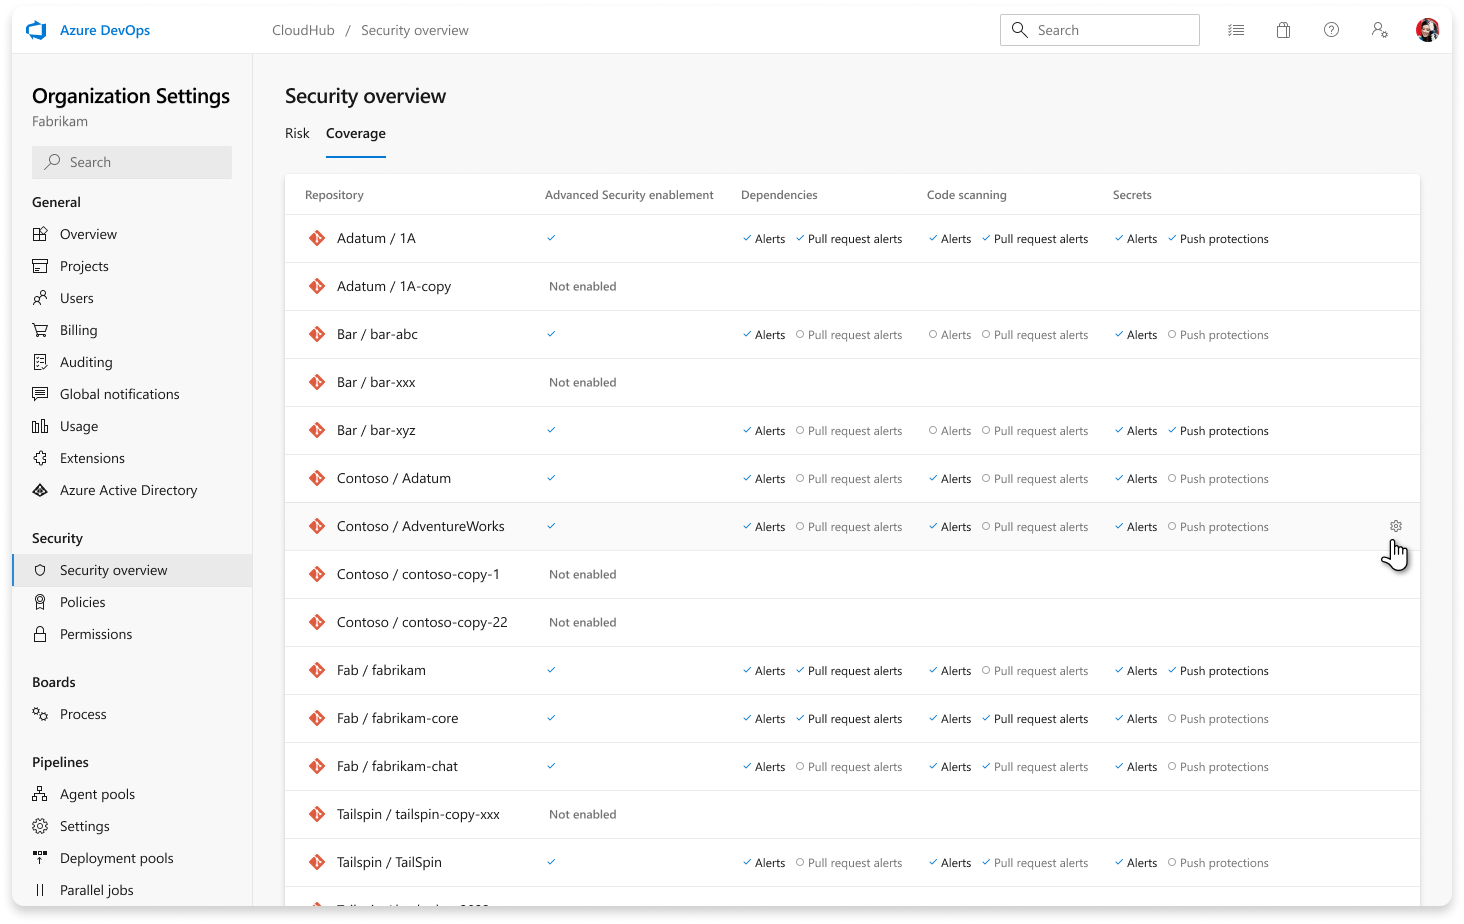 Azure DevOps
CloudHub / Security overview
Search
Organization Settings
Fabrikam
Search
General
Overview
Projects
Users
Billing
Auditing
Global notifications
Usage
Extensions
Azure Active Directory
Security
Security overview
Policies
Permissions
Boards
Process
Pipelines
Agent pools
Settings
Deployment pools
Parallel jobs
Security overview
Risk Coverage
Repository Advanced Security enablement Dependencies Code scanning Secrets
Adatum / 1A Alerts Pull request alerts Alerts Pull request alerts Alerts Push protections
Adatum / 1A-copy Not enabled
Bar / bar-abc Alerts Pull request alerts Alerts Pull request alerts Alerts Push protections
Bar / bar-xxx Not enabled
Bar / bar-xyz Alerts Pull request alerts Alerts Pull request alerts Alerts Push protections
Contoso / Adatum Alerts Pull request alerts Alerts Pull request alerts Alerts Push protections
Contoso / AdventureWorks Alerts Pull request alerts Alerts Pull request alerts Alerts Push protections
Contoso / contoso-copy-1 Not enabled
Contoso / contoso-copy-22 Not enabled
Fab / fabrikam Alerts Pull request alerts Alerts Pull request alerts Alerts Push protections
Fab / fabrikam-core Alerts Pull request alerts Alerts Pull request alerts Alerts Push protections
Fab / fabrikam-chat Alerts Pull request alerts Alerts Pull request alerts Alerts Push protections
Tailspin / tailspin-copy-xxx Not enabled
Tailspin / TailSpin Alerts Pull request alerts Alerts Pull request alerts Alerts Push protections